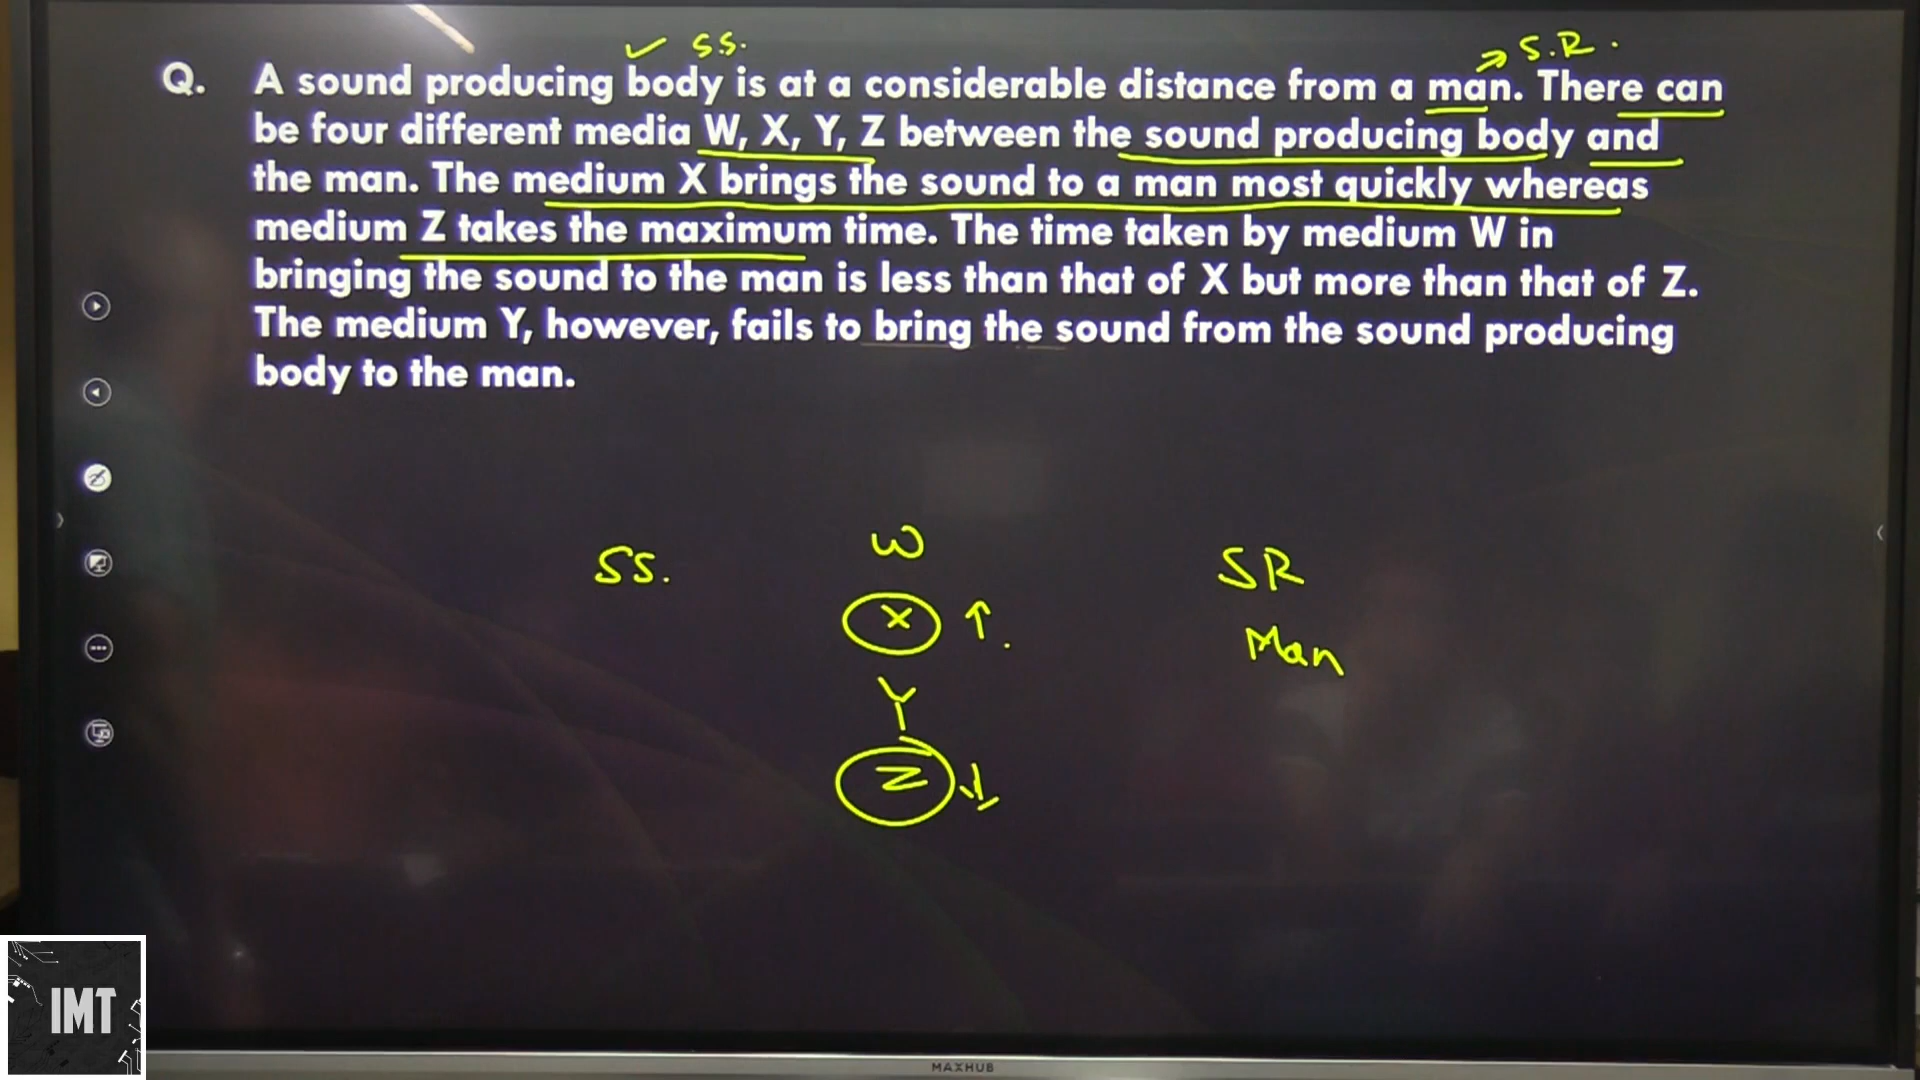 ✓ S.S.
→ S.R.
Q. A sound producing body is at a considerable distance from a man. There can
be four different media W, X, Y, Z between the sound producing body and
the man. The medium X brings the sound to a man most quickly whereas
medium Z takes the maximum time. The time taken by medium W in
bringing the sound to the man is less than that of X but more than that of Z.
The medium Y, however, fails to bring the sound from the sound producing
body to the man.
W
SS.
SR
X ↑.
Man
Y
Z ↓
IMT
MAXHUB